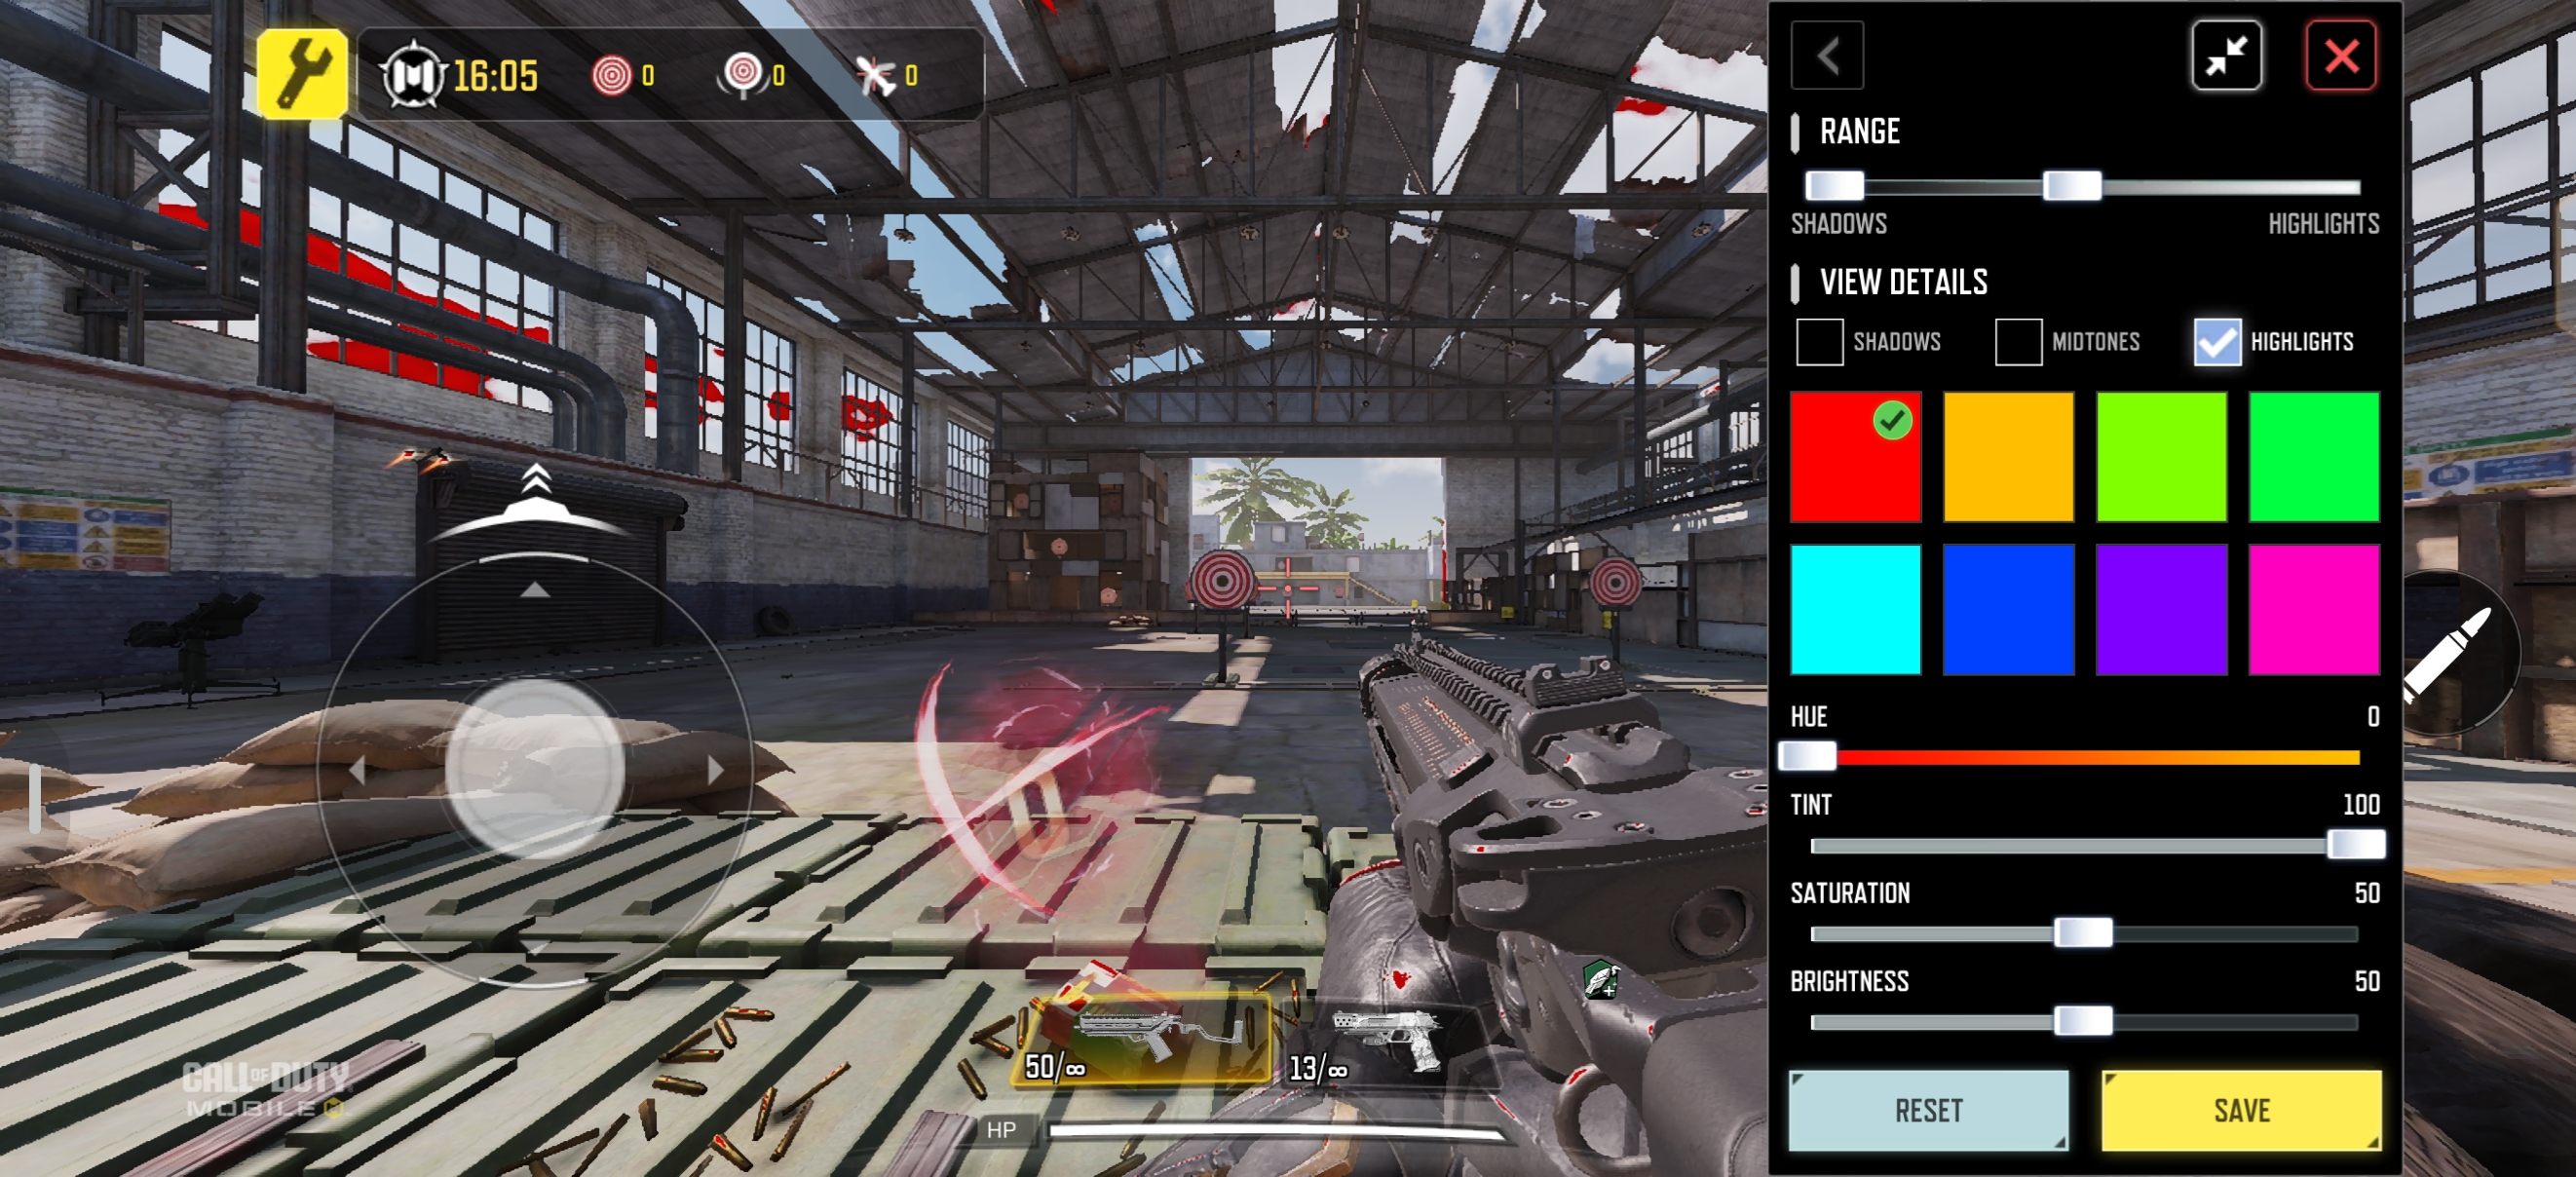 16:05 0 0 0
RANGE
SHADOWS HIGHLIGHTS
VIEW DETAILS
SHADOWS MIDTONES HIGHLIGHTS
HUE 0
TINT 100
SATURATION 50
BRIGHTNESS 50
RESET SAVE
50/∞ 13/∞
CALL OF DUTY
MOBILE
HP